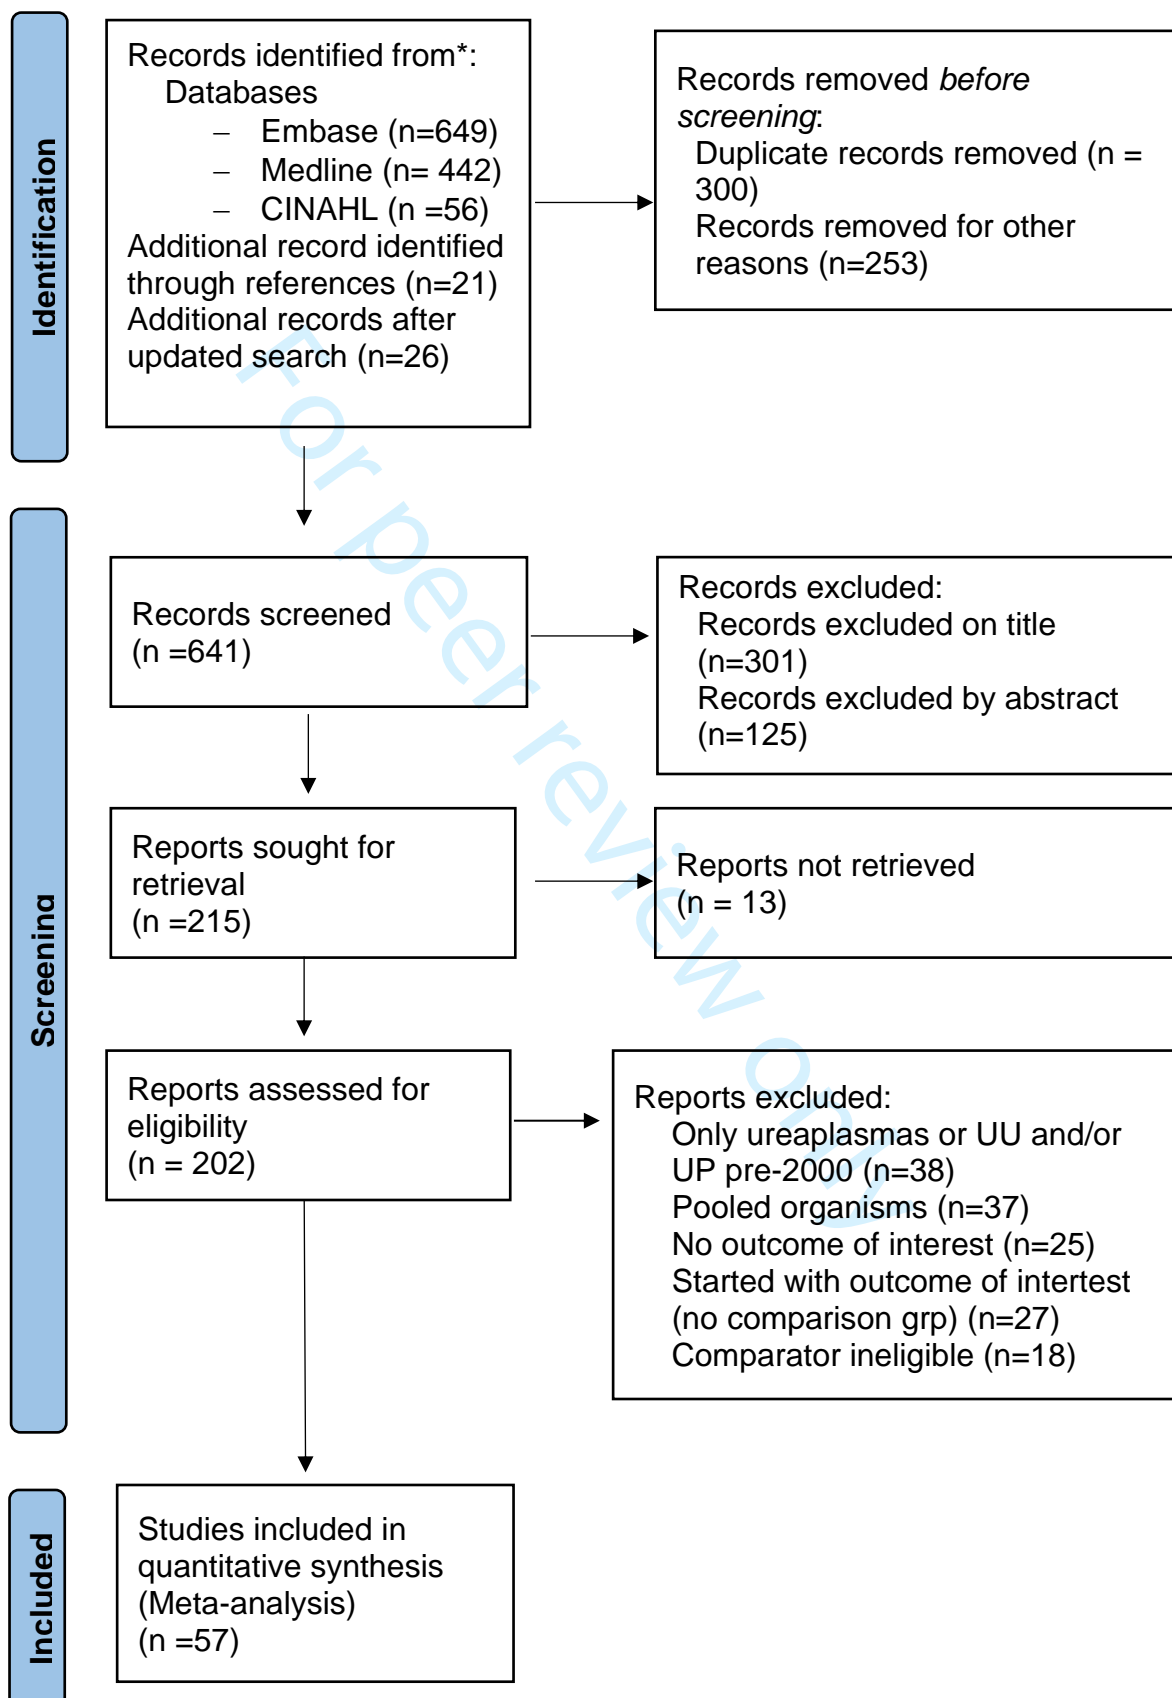 Identification
Records identified from*:
Databases
– Embase (n=649)
– Medline (n= 442)
– CINAHL (n =56)
Additional record identified
through references (n=21)
Additional records after
updated search (n=26)
Records removed before
screening:
Duplicate records removed (n =
300)
Records removed for other
reasons (n=253)
Screening
Records screened
(n =641)
Records excluded:
Records excluded on title
(n=301)
Records excluded by abstract
(n=125)
Reports sought for
retrieval
(n =215)
Reports not retrieved
(n = 13)
Reports assessed for
eligibility
(n = 202)
Reports excluded:
Only ureaplasmas or UU and/or
UP pre-2000 (n=38)
Pooled organisms (n=37)
No outcome of interest (n=25)
Started with outcome of intertest
(no comparison grp) (n=27)
Comparator ineligible (n=18)
Included
Studies included in
quantitative synthesis
(Meta-analysis)
(n =57)
For peer review only